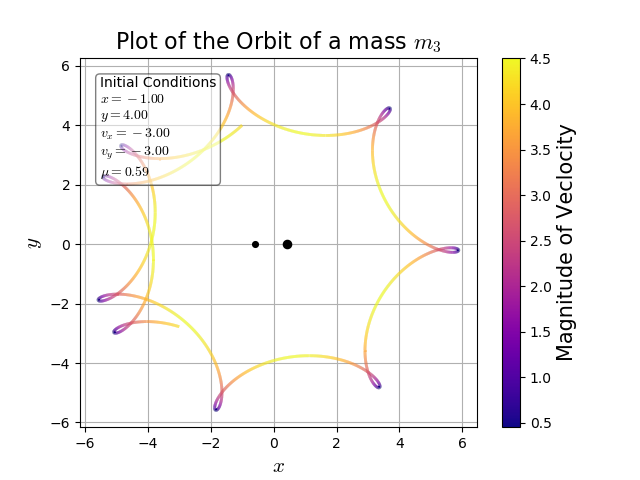 Plot of the Orbit of a mass m₃
Initial Conditions
x = −1.00
y = 4.00
vₓ = −3.00
v_y = −3.00
μ = 0.59
6
4
2
0
−2
−4
−6
y
−6
−4
−2
0
2
4
6
x
4.5
4.0
3.5
3.0
2.5
2.0
1.5
1.0
0.5
Magnitude of Veclocity